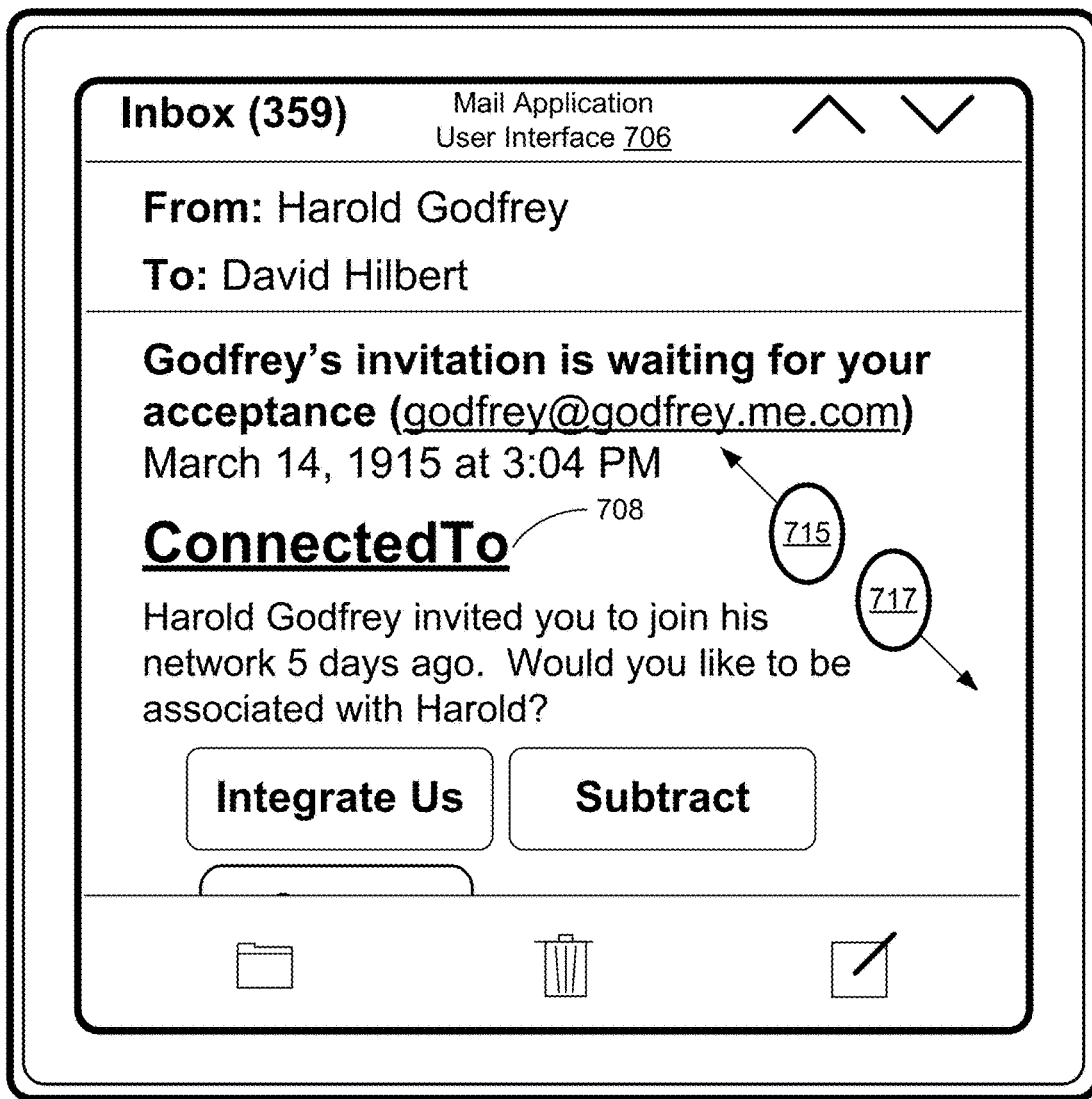 Inbox (359)
Mail Application
User Interface 706
From: Harold Godfrey
To: David Hilbert
Godfrey’s invitation is waiting for your
acceptance (godfrey@godfrey.me.com)
March 14, 1915 at 3:04 PM
708
715
ConnectedTo
717
Harold Godfrey invited you to join his
network 5 days ago.  Would you like to be
associated with Harold?
Integrate Us
Subtract